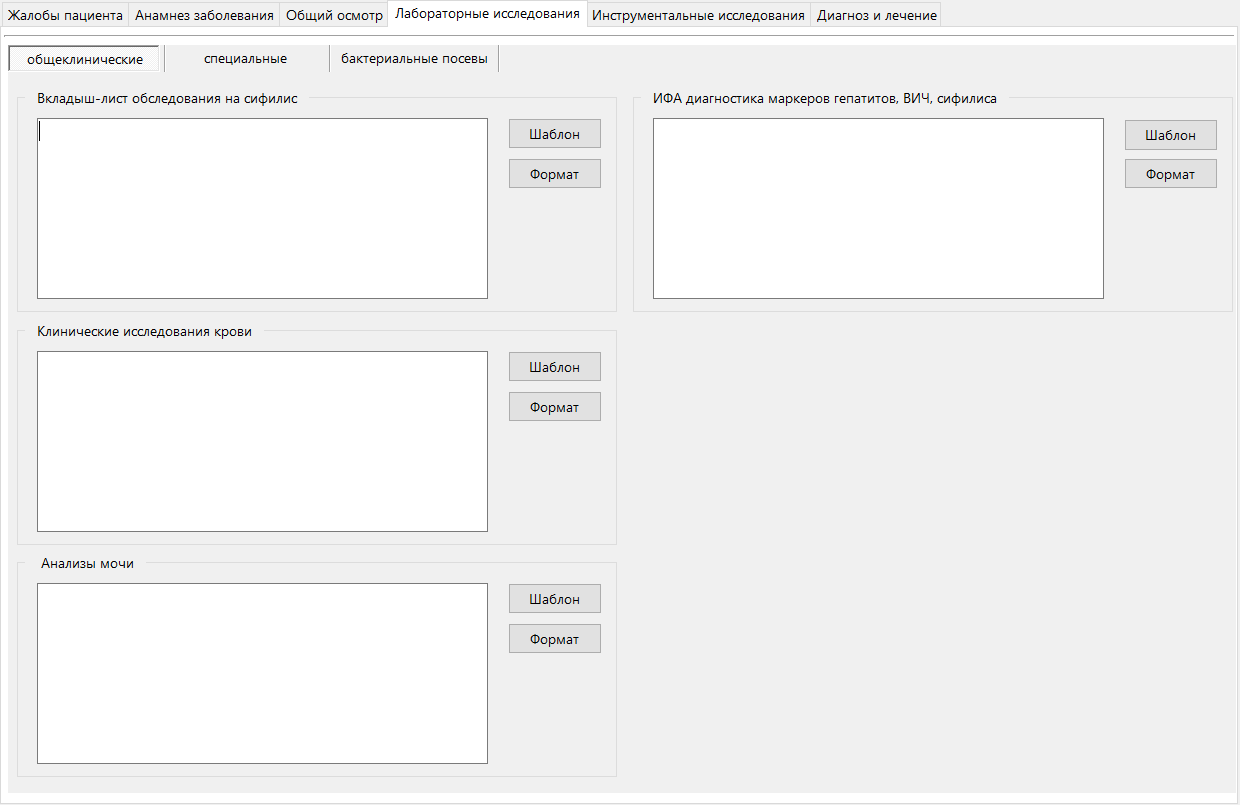 Жалобы пациента Анамнез заболевания Общий осмотр Лабораторные исследования Инструментальные исследования Диагноз и лечение
общеклинические специальные бактериальные посевы
Вкладыш-лист обследования на сифилис
Шаблон
Формат
ИФА диагностика маркеров гепатитов, ВИЧ, сифилиса
Шаблон
Формат
Клинические исследования крови
Шаблон
Формат
Анализы мочи
Шаблон
Формат